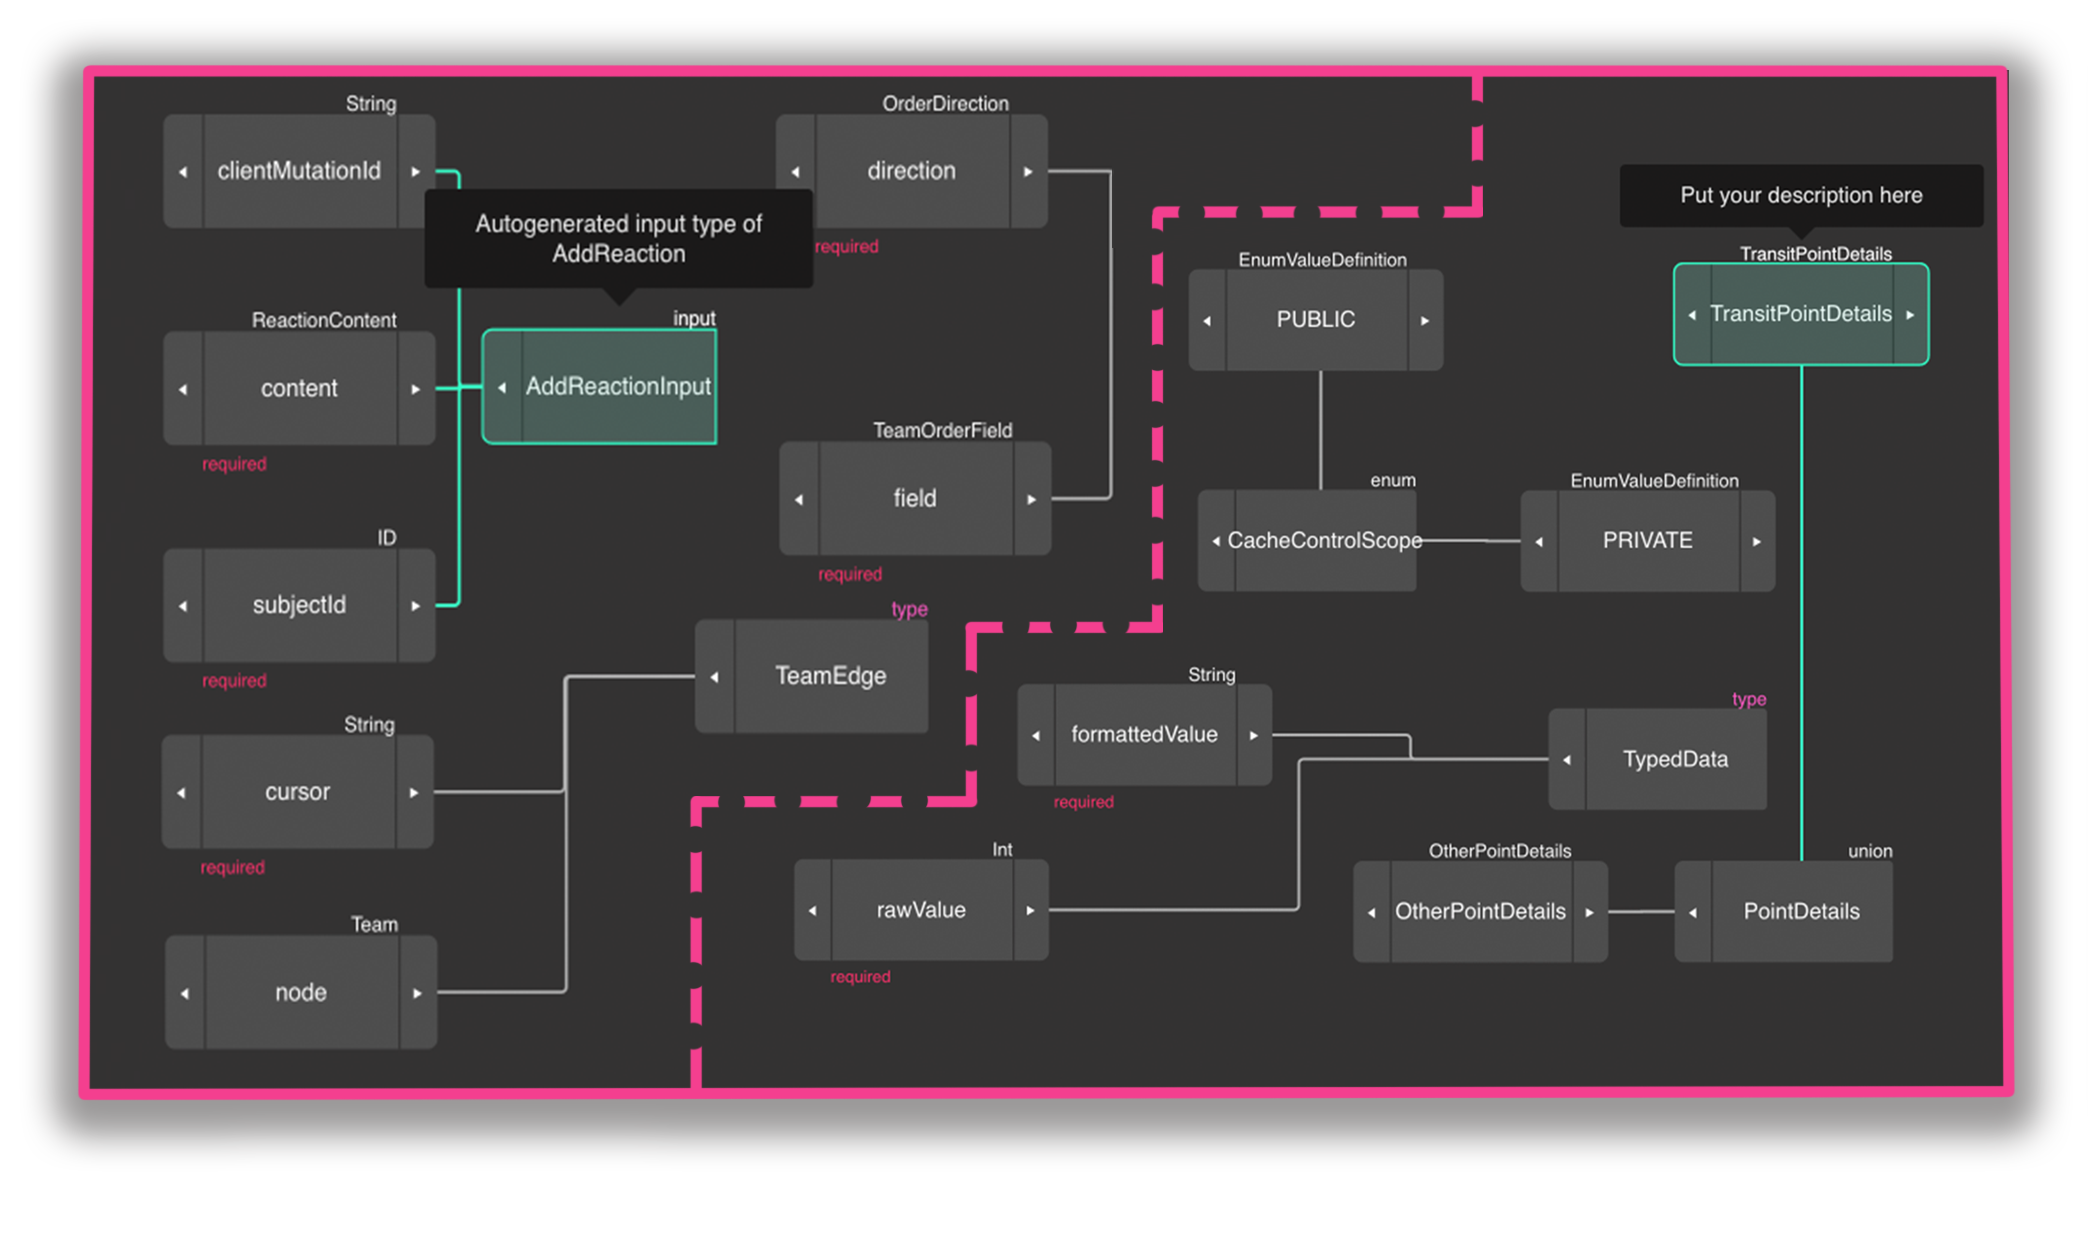 String
clientMutationId
Autogenerated input type of
AddReaction
ReactionContent
content
required
input
AddReactionInput
ID
subjectId
required
OrderDirection
direction
required
TeamOrderField
field
required
type
TeamEdge
String
cursor
required
Team
node
EnumValueDefinition
PUBLIC
enum
CacheControlScope
EnumValueDefinition
PRIVATE
Put your description here
TransitPointDetails
TransitPointDetails
String
formattedValue
required
type
TypedData
Int
rawValue
required
OtherPointDetails
OtherPointDetails
union
PointDetails